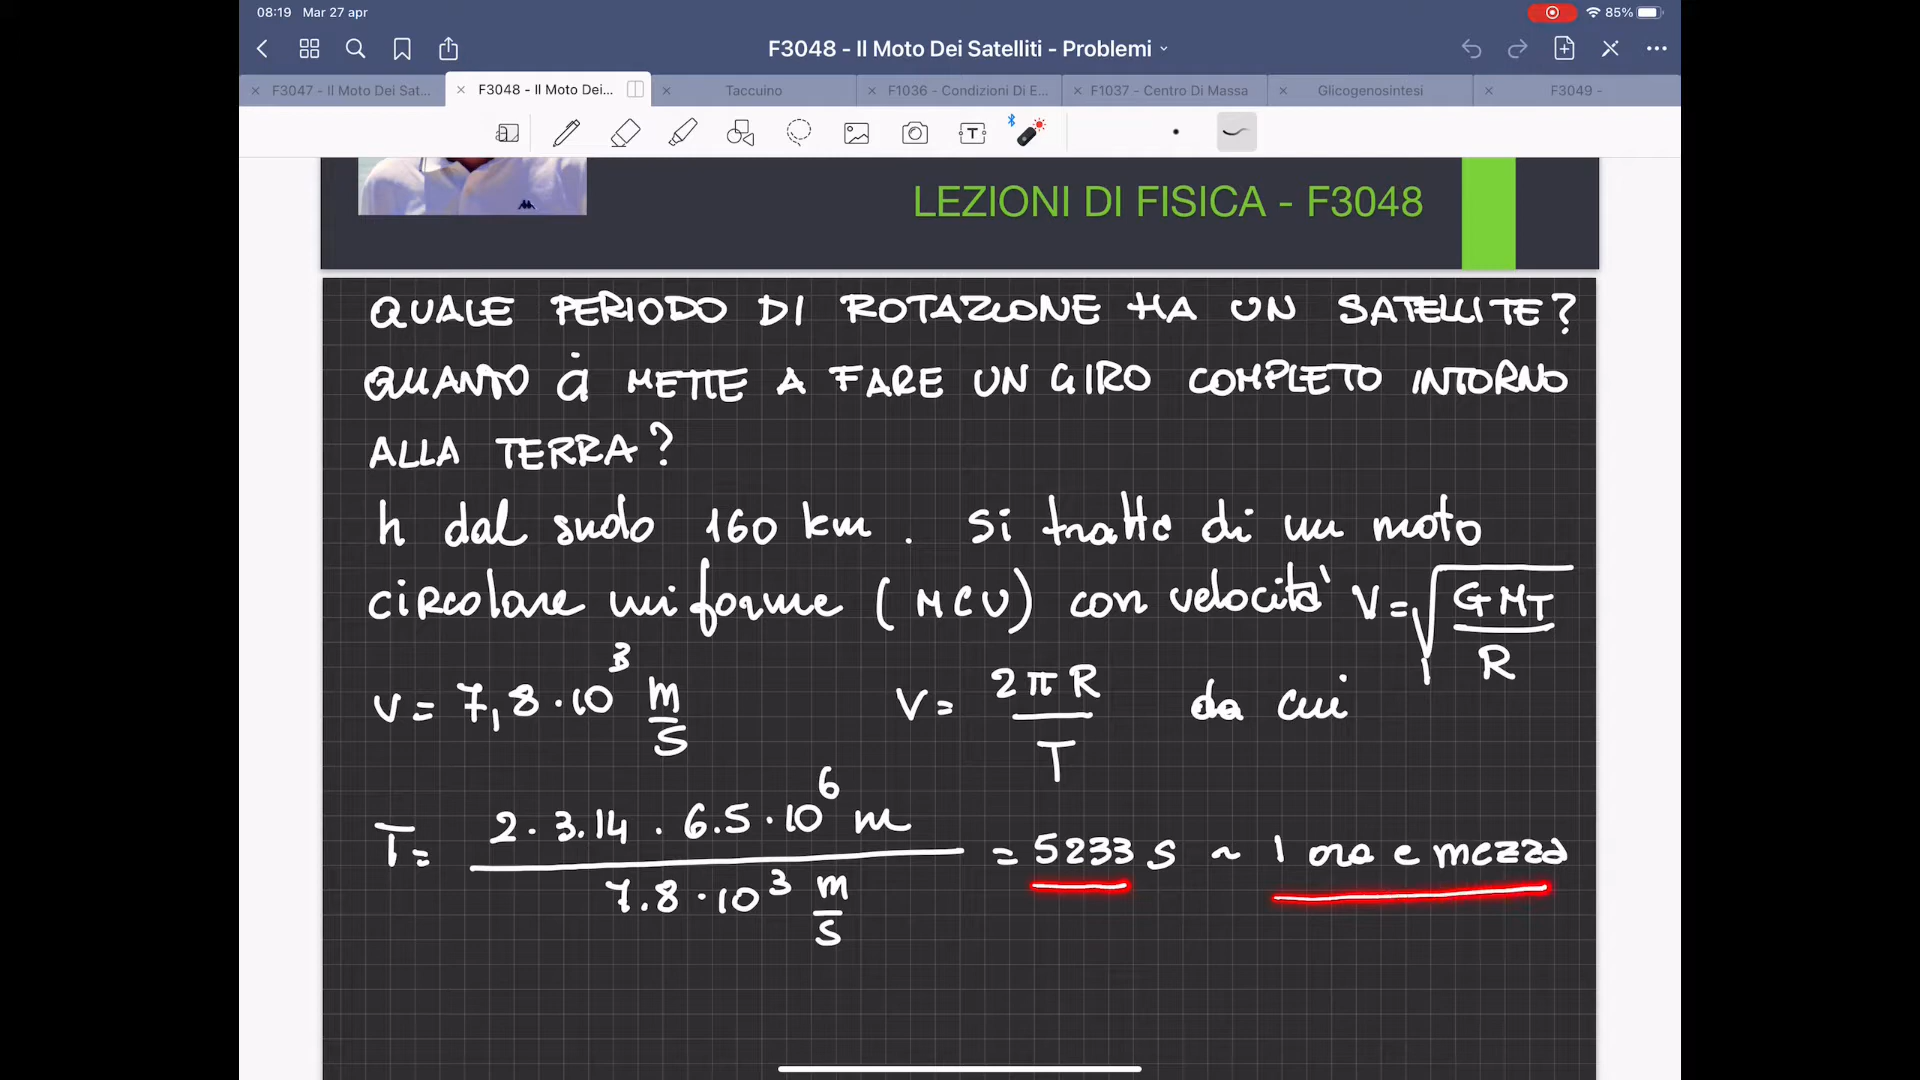 08:19 Mar 27 apr
85%
F3048 - Il Moto Dei Satelliti - Problemi
F3047 - Il Moto Dei Sat...
F3048 - Il Moto Dei...
Taccuino
F1036 - Condizioni Di E...
F1037 - Centro Di Massa
Glicogenosintesi
F3049 -
LEZIONI DI FISICA - F3048
QUALE PERIODO DI ROTAZIONE HA UN SATELLITE?
QUANTO CI METTE A FARE UN GIRO COMPLETO INTORNO
ALLA TERRA?
h dal suolo 160 km. Si tratta di un moto
circolare uniforme (MCU) con velocità V = √(G M_T / R)
v = 7,8 · 10³ m/s V = 2πR / T da cui
T = (2 · 3.14 · 6.5 · 10⁶ m) / (7.8 · 10³ m/s) = 5233 s ~ 1 ora e mezza